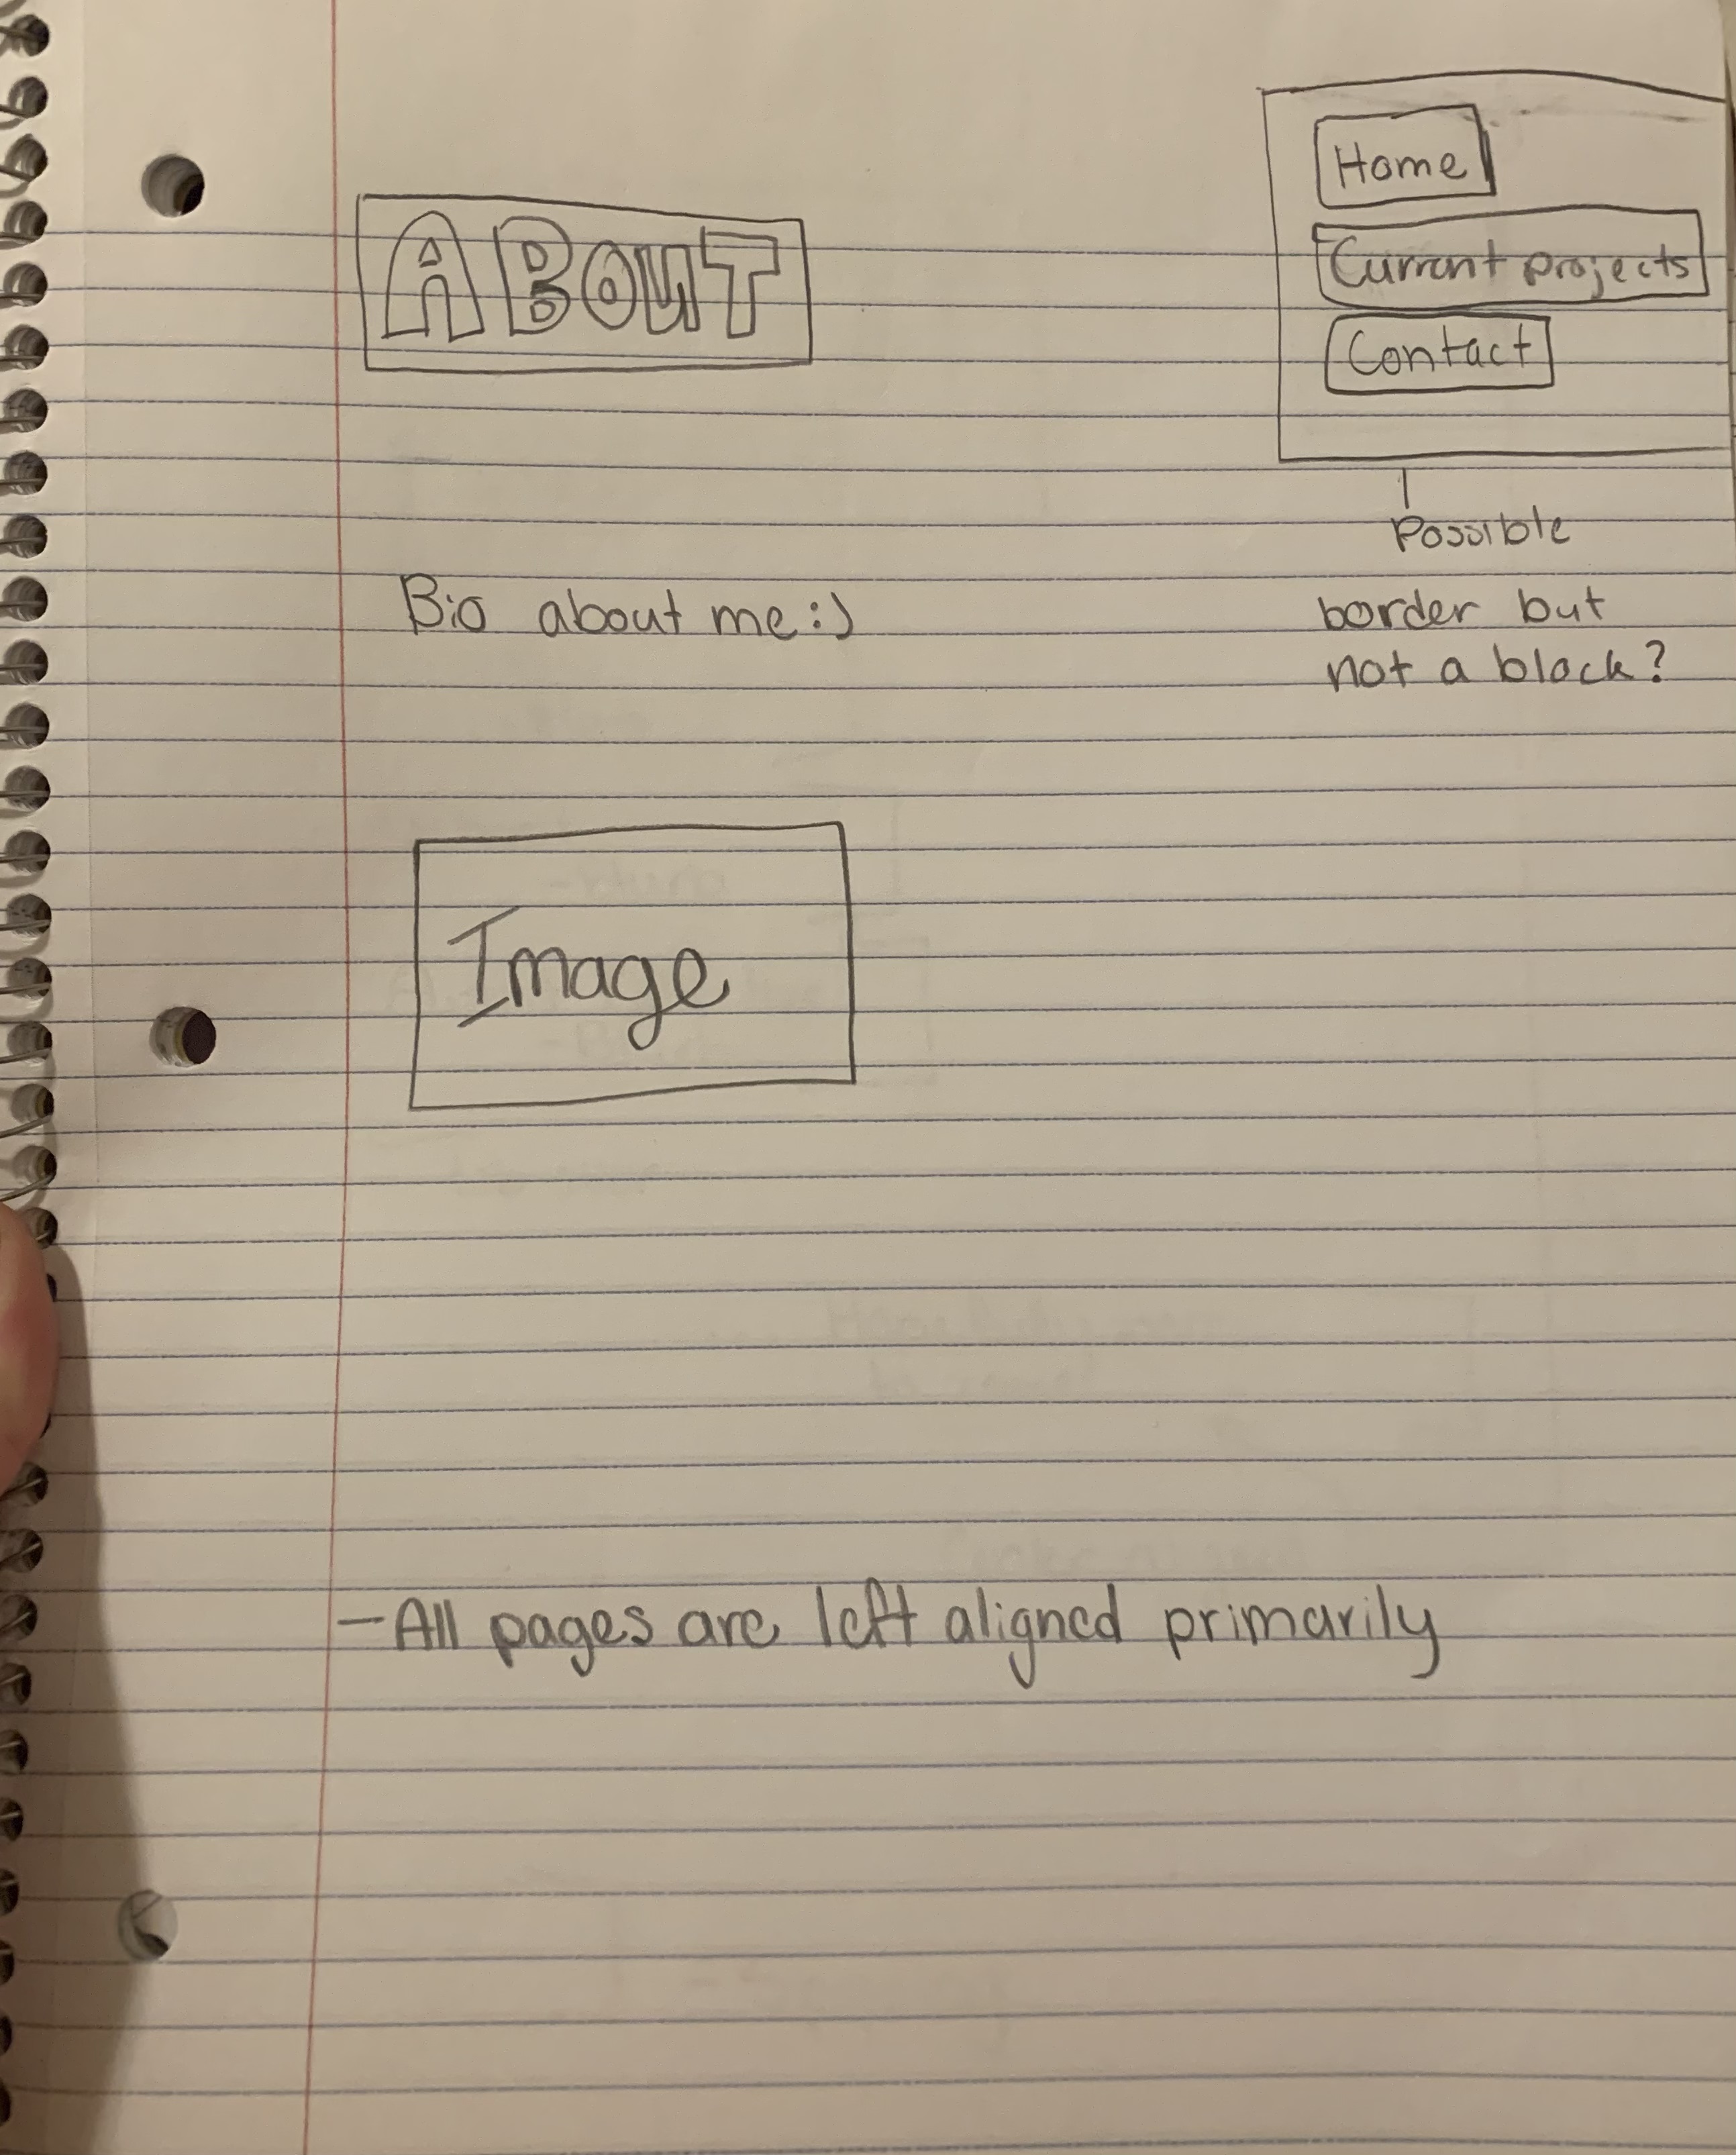 ABOUT
Home
Current projects
Contact
Possible
border but
not a block?
Bio about me :)
Image
- All pages are left aligned primarily